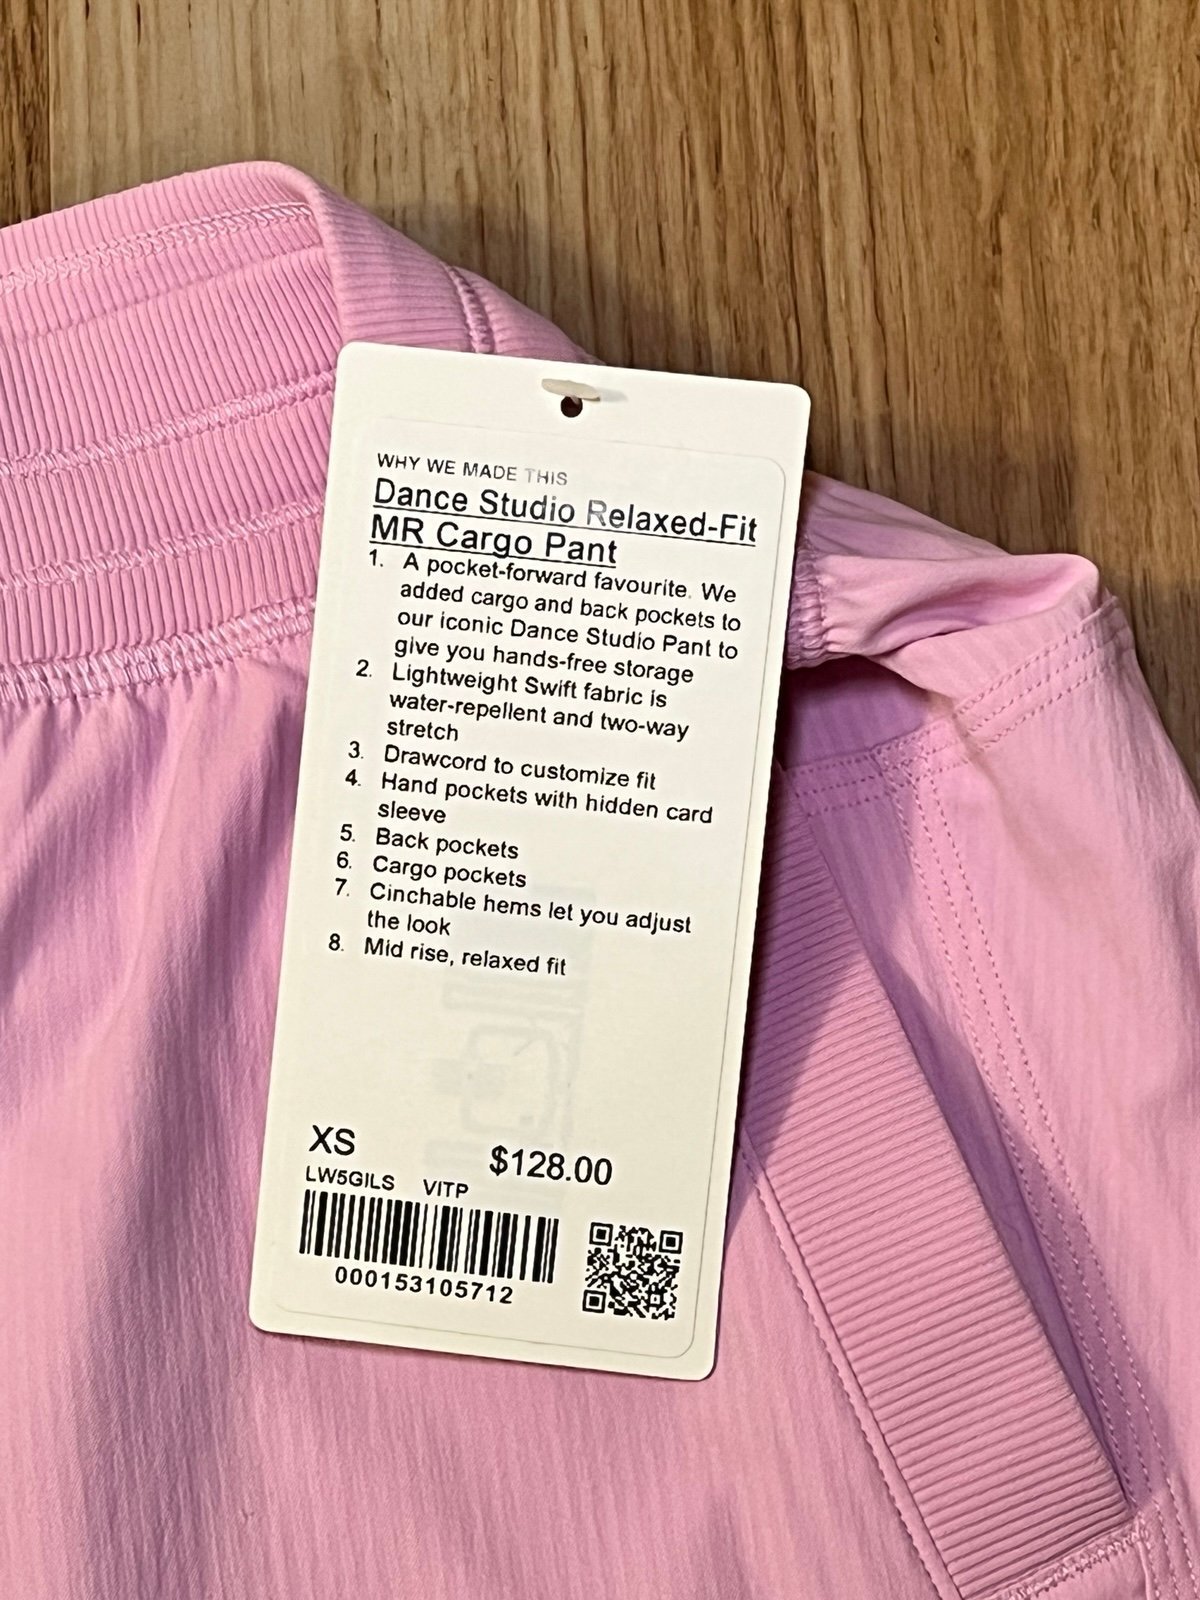 WHY WE MADE THIS
Dance Studio Relaxed-Fit
MR Cargo Pant
1. A pocket-forward favourite. We
added cargo and back pockets to
our iconic Dance Studio Pant to
give you hands-free storage
2. Lightweight Swift fabric is
water-repellent and two-way
stretch
3. Drawcord to customize fit
4. Hand pockets with hidden card
sleeve
5. Back pockets
6. Cargo pockets
7. Cinchable hems let you adjust
the look
8. Mid rise, relaxed fit
XS $128.00
LW5GILS VITP
000153105712